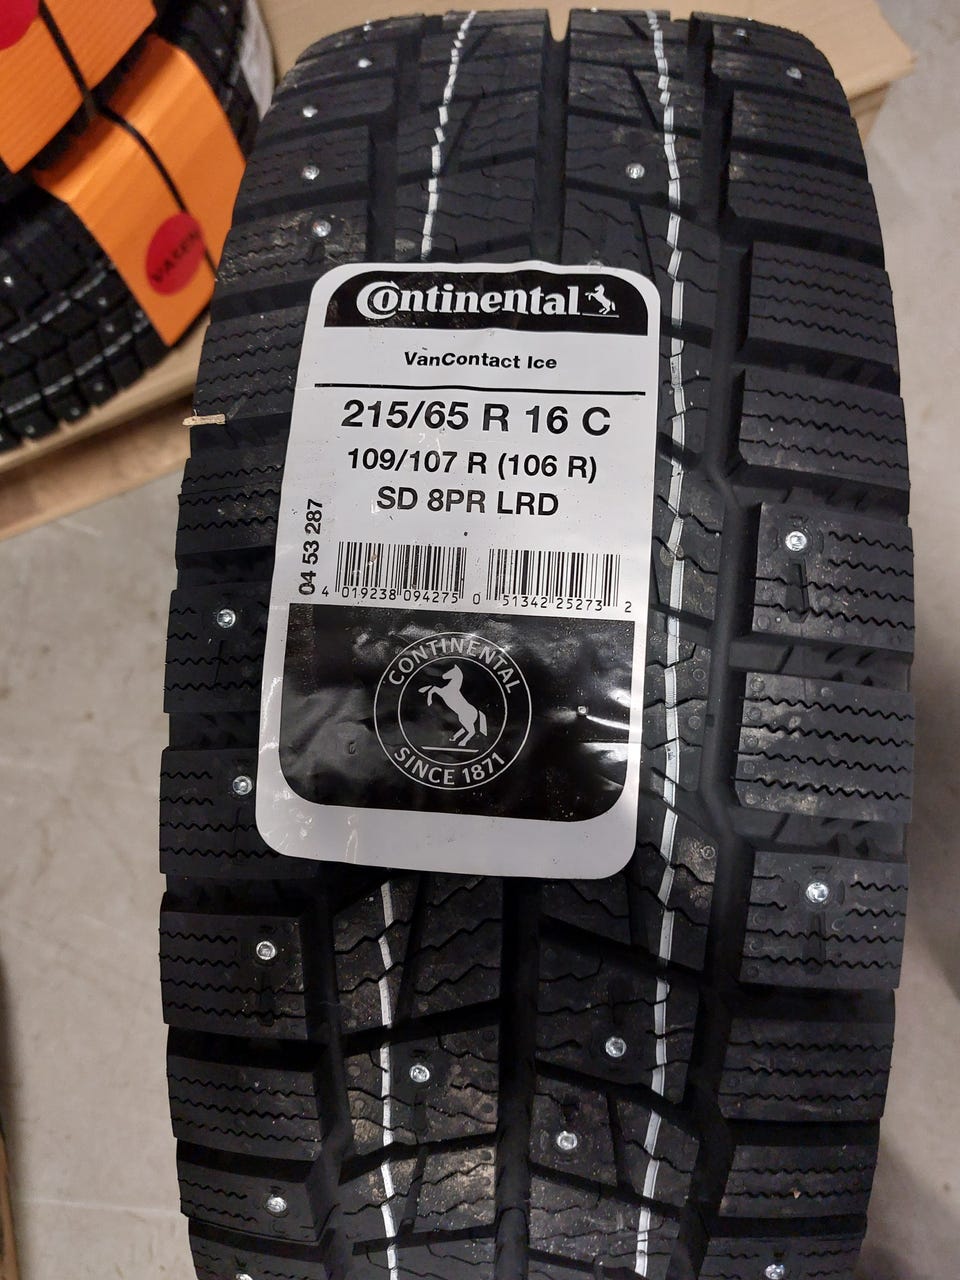 Continental
VanContact Ice
215/65 R 16 C
109/107 R (106 R)
SD 8PR LRD
04 53 287
4 019238 094275
0 51342 25273 2
CONTINENTAL
SINCE 1871